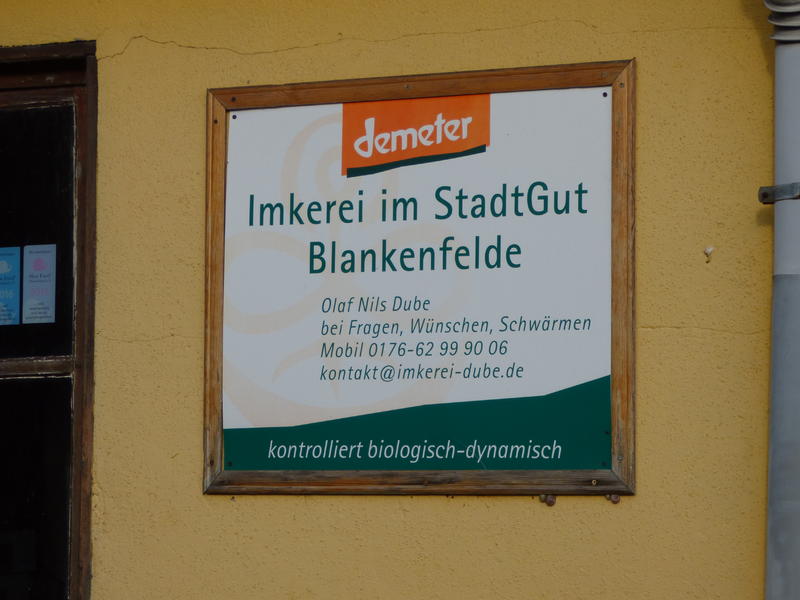 demeter
Imkerei im StadtGut
Blankenfelde
Olaf Nils Dube
bei Fragen, Wünschen, Schwärmen
Mobil 0176-62 99 90 06
kontakt@imkerei-dube.de
kontrolliert biologisch-dynamisch